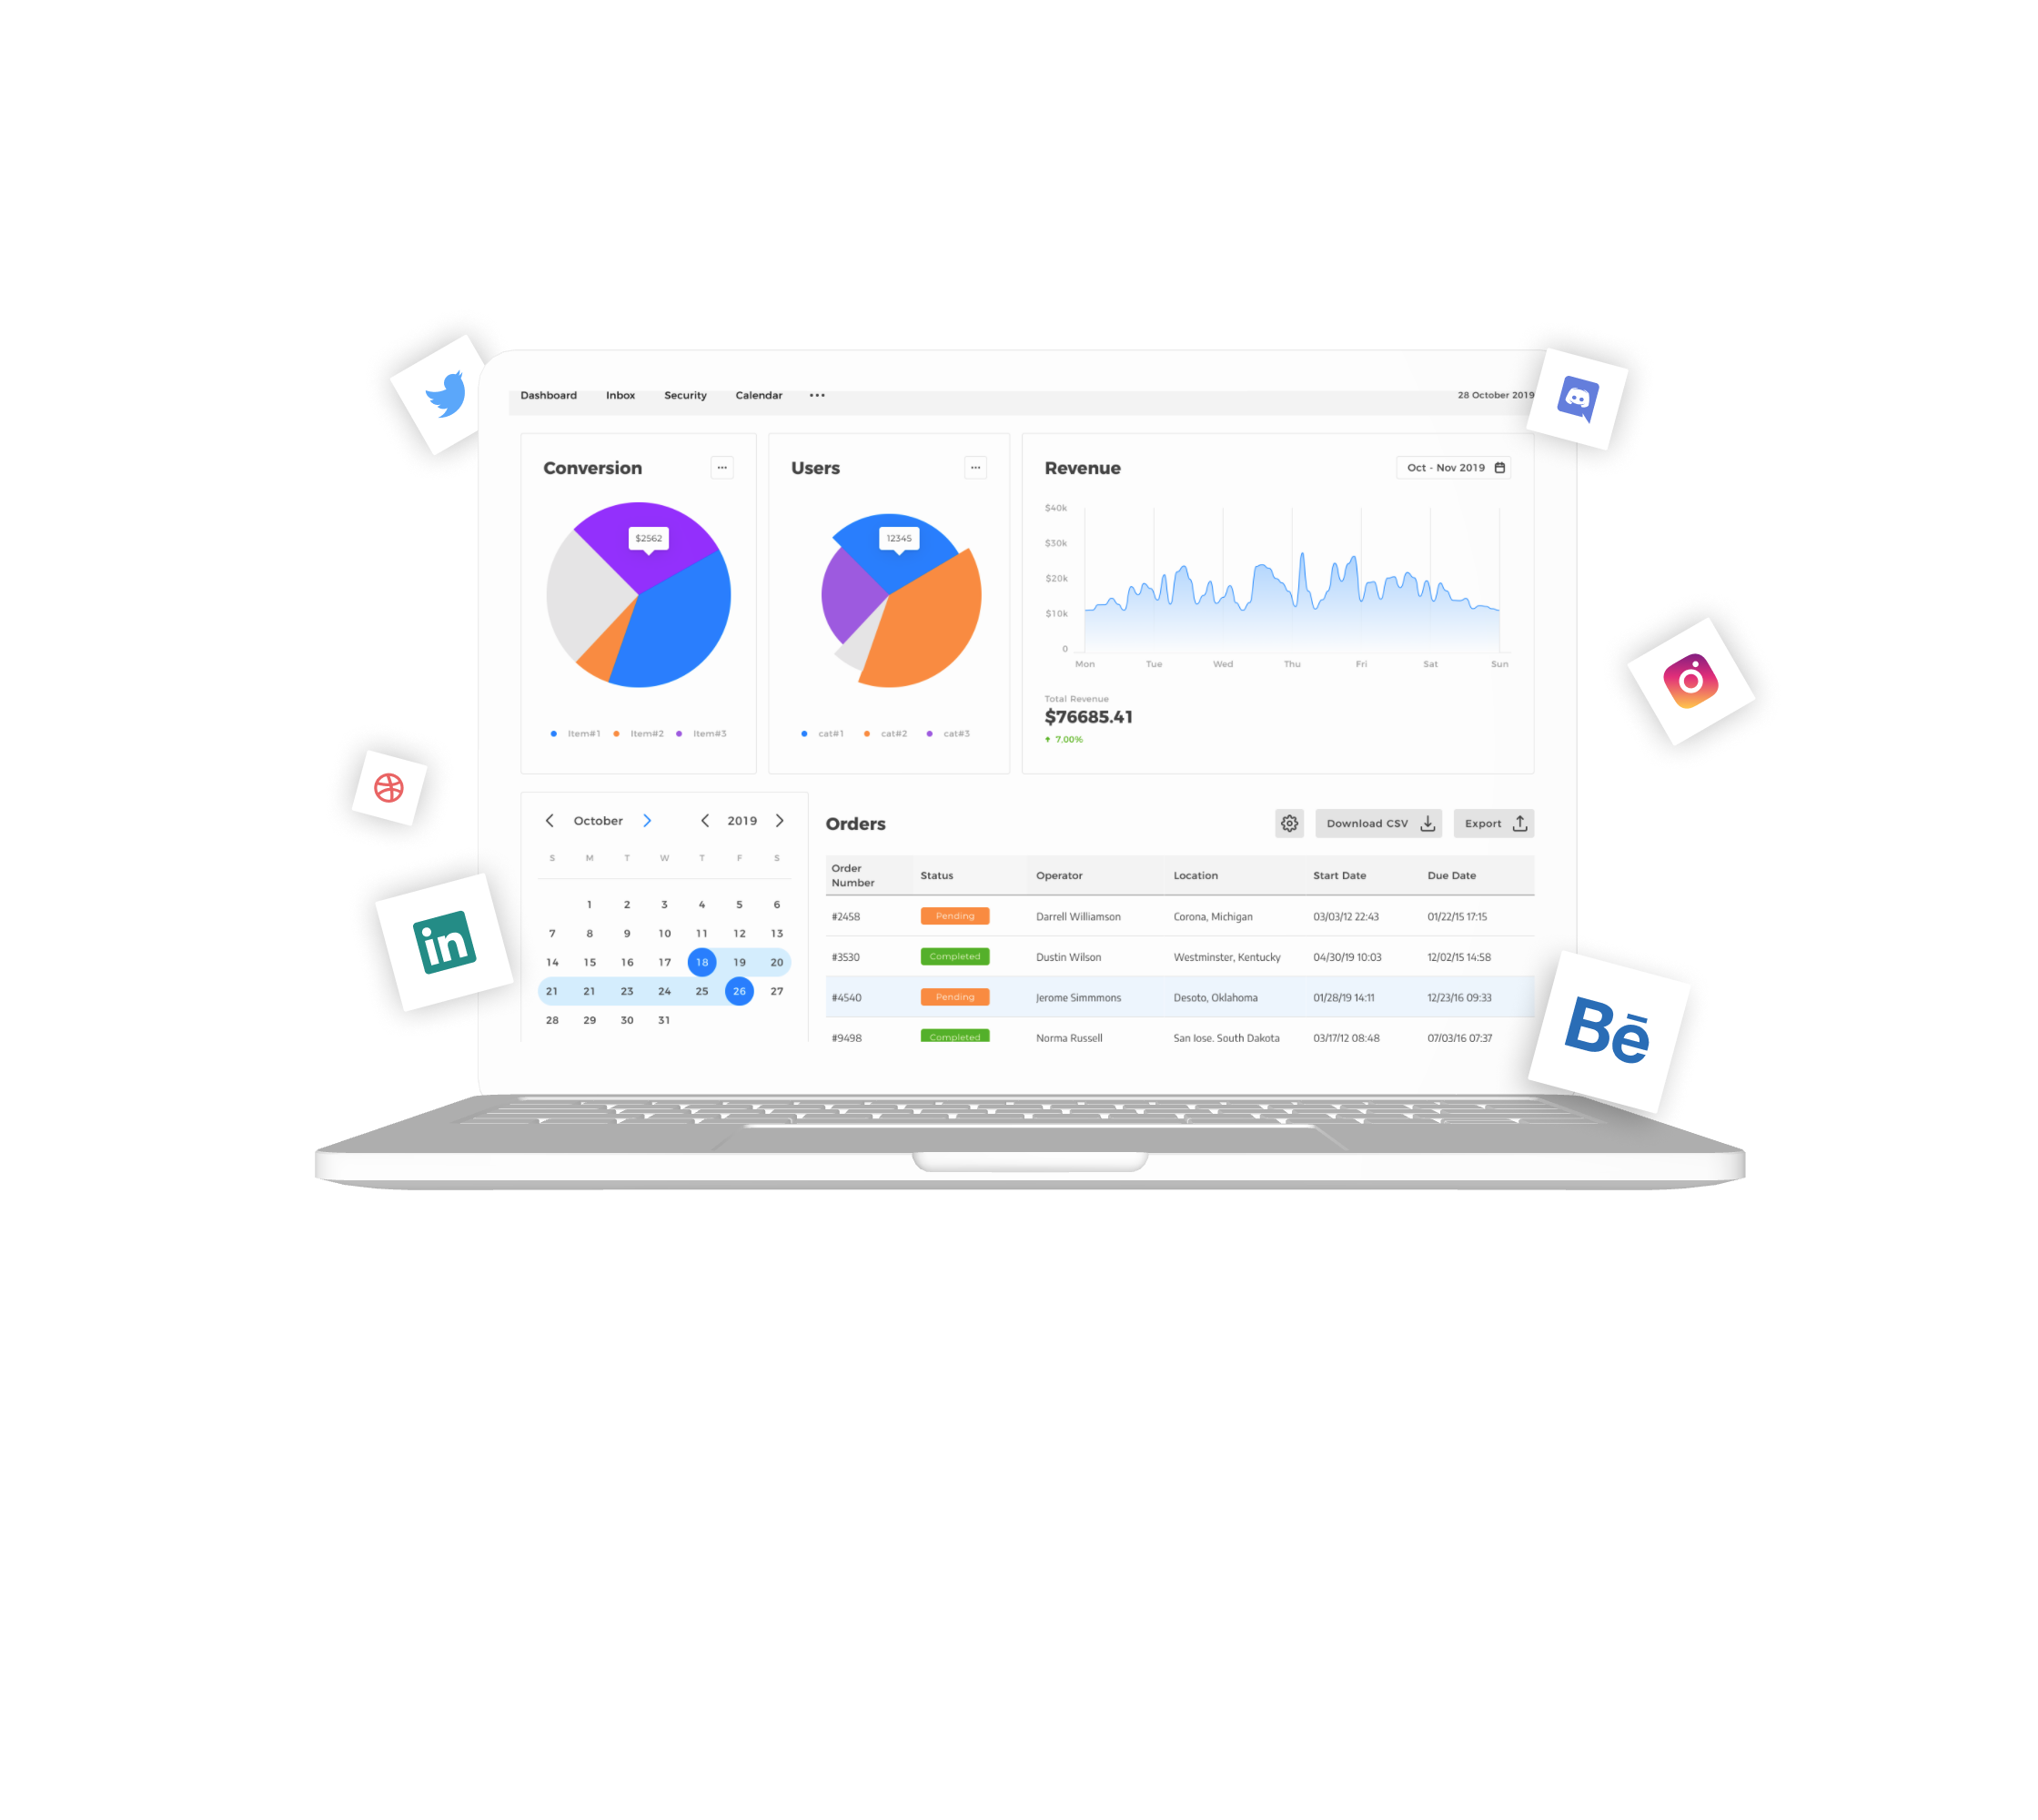 Dashboard Inbox Security Calendar ••• 28 October 2019
Conversion ...
$2562
Item#1 Item#2 Item#3
Users ...
12345
cat#1 cat#2 cat#3
Revenue Oct - Nov 2019
$40k
$30k
$20k
$10k
0
Mon Tue Wed Thu Fri Sat Sun
Total Revenue
$76685.41
7.00%
October 2019
S M T W T F S
1 2 3 4 5 6
7 8 9 10 11 12 13
14 15 16 17 18 19 20
21 21 23 24 25 26 27
28 29 30 31
Orders Download CSV Export
Order
Number Status Operator Location Start Date Due Date
#2458 Pending Darrell Williamson Corona, Michigan 03/03/12 22:43 01/22/15 17:15
#3530 Completed Dustin Wilson Westminster, Kentucky 04/30/19 10:03 12/02/15 14:58
#4540 Pending Jerome Simmmons Desoto, Oklahoma 01/28/19 14:11 12/23/16 09:33
#9498 Completed Norma Russell San Jose, South Dakota 03/17/12 08:48 07/03/16 07:37
in
Bē